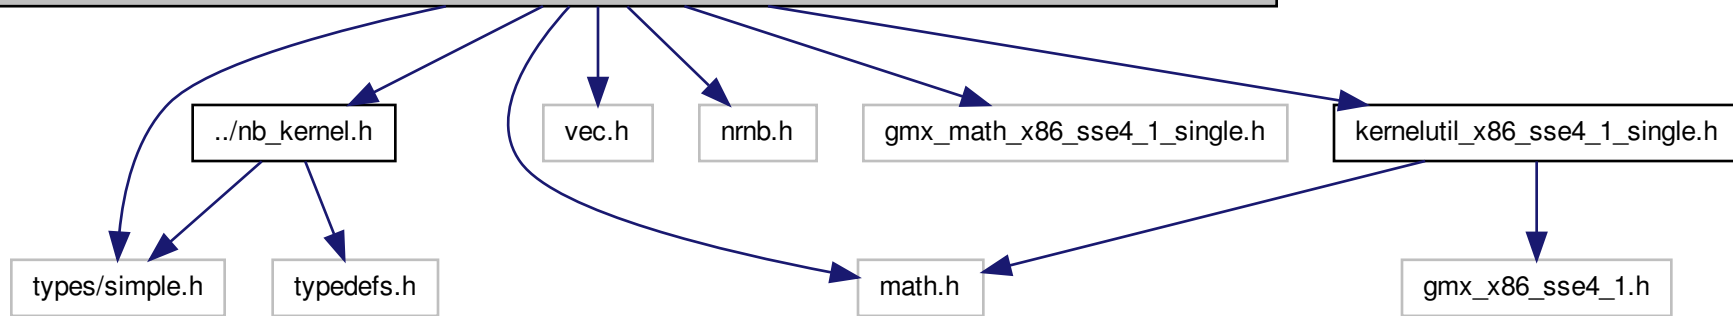 ../nb_kernel.h
vec.h
nrnb.h
gmx_math_x86_sse4_1_single.h
kernelutil_x86_sse4_1_single.h
types/simple.h
typedefs.h
math.h
gmx_x86_sse4_1.h